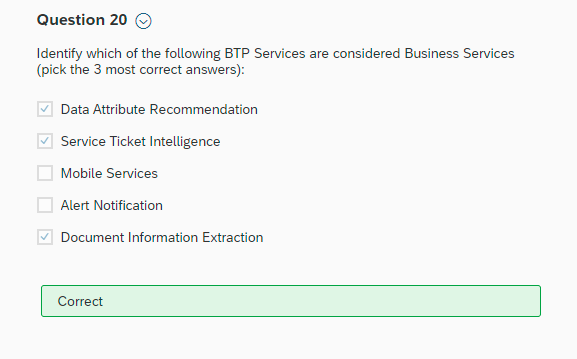 Question 20
Identify which of the following BTP Services are considered Business Services
(pick the 3 most correct answers):
Data Attribute Recommendation
Service Ticket Intelligence
Mobile Services
Alert Notification
Document Information Extraction
Correct